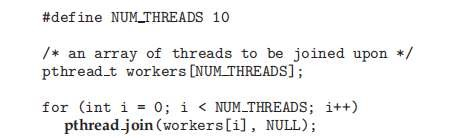 #define NUM_THREADS 10
/* an array of threads to be joined upon */
pthread_t workers[NUM_THREADS];
for (int i = 0; i < NUM_THREADS; i++)
pthread_join(workers[i], NULL);